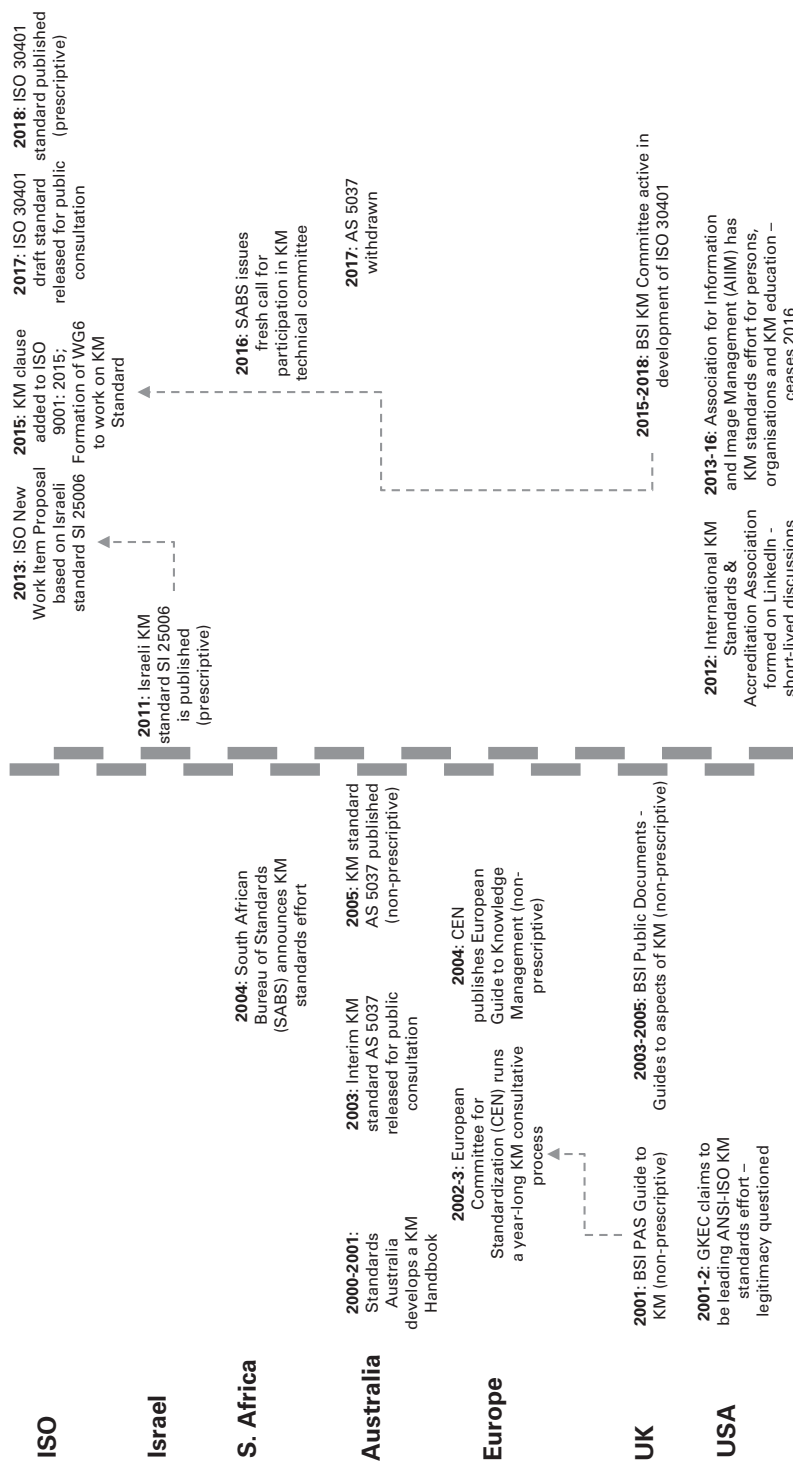 ISO
2013: ISO New
Work Item Proposal
based on Israeli
standard SI 25006
2015: KM clause
added to ISO
9001: 2015;
Formation of WG6
to work on KM
Standard
2017: ISO 30401
draft standard
released for public
consultation
2018: ISO 30401
standard published
(prescriptive)
Israel
2011: Israeli KM
standard SI 25006
is published
(prescriptive)
S. Africa
2004: South African
Bureau of Standards
(SABS) announces KM
standards effort
2016: SABS issues
fresh call for
participation in KM
technical committee
Australia
2000-2001:
Standards
Australia
develops a KM
Handbook
2003: Interim KM
standard AS 5037
released for public
consultation
2005: KM standard
AS 5037 published
(non-prescriptive)
2017: AS 5037
withdrawn
Europe
2002-3: European
Committee for
Standardization (CEN) runs
a year-long KM consultative
process
2004: CEN
publishes European
Guide to Knowledge
Management (non-
prescriptive)
UK
2001: BSI PAS Guide to
KM (non-prescriptive)
2003-2005: BSI Public Documents -
Guides to aspects of KM (non-prescriptive)
2015-2018: BSI KM Committee active in
development of ISO 30401
USA
2001-2: GKEC claims to
be leading ANSI-ISO KM
standards effort –
legitimacy questioned
2012: International KM
Standards &
Accreditation Association
formed on LinkedIn -
short-lived discussions
2013-16: Association for Information
and Image Management (AIIM) has
KM standards effort for persons,
organisations and KM education –
ceases 2016